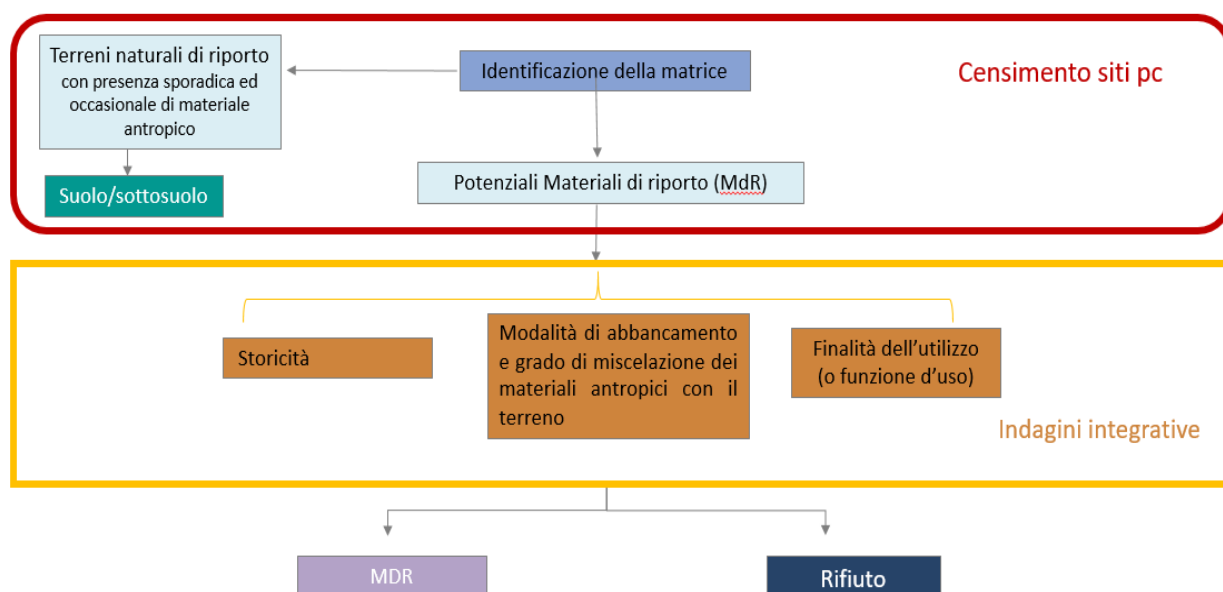 Terreni naturali di riporto
con presenza sporadica ed
occasionale di materiale
antropico
Identificazione della matrice
Censimento siti pc
Suolo/sottosuolo
Potenziali Materiali di riporto (MdR)
Storicità
Modalità di abbancamento
e grado di miscelazione dei
materiali antropici con il
terreno
Finalità dell'utilizzo
(o funzione d'uso)
Indagini integrative
MDR
Rifiuto